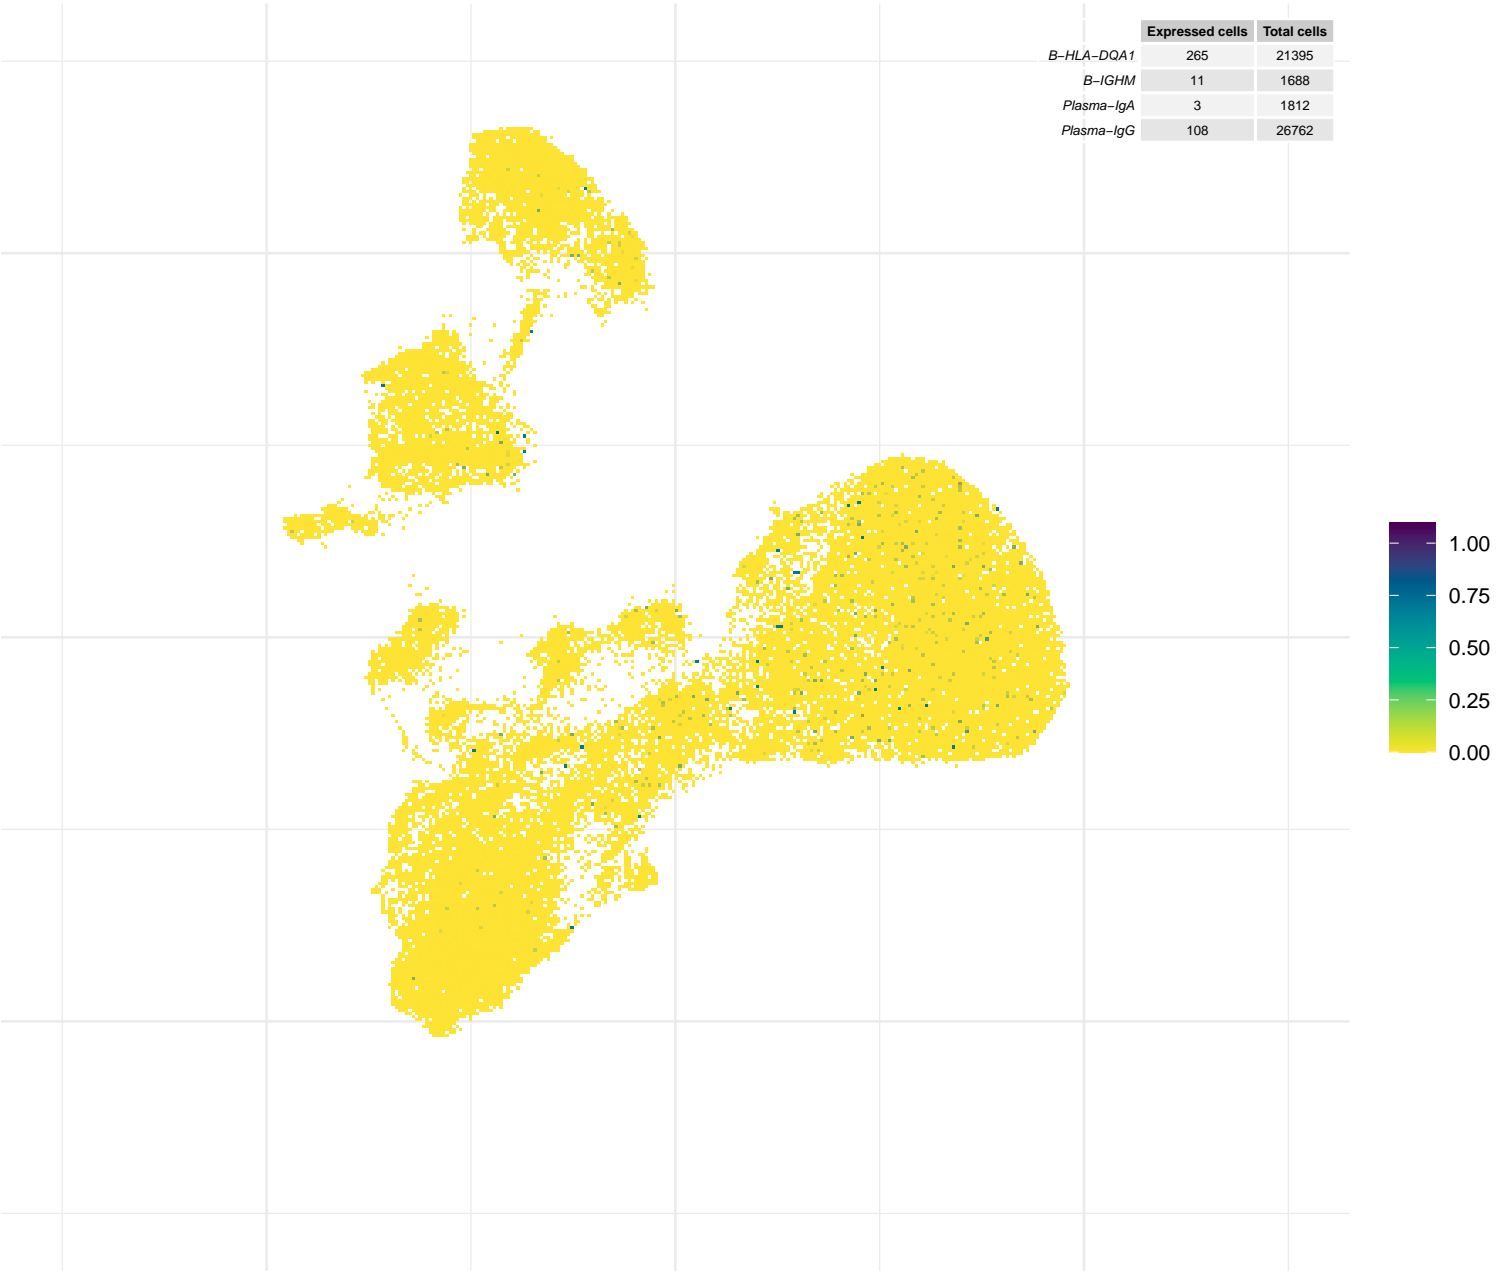 Expressed cells Total cells
B−HLA−DQA1 265 21395
B−IGHM 11 1688
Plasma−IgA 3 1812
Plasma−IgG 108 26762
1.00
0.75
0.50
0.25
0.00